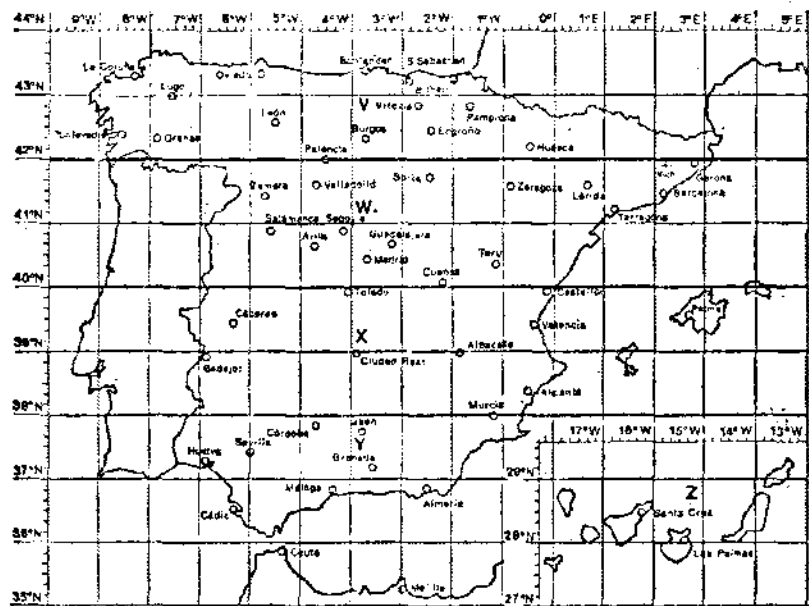 44°N 9°W 8°W 7°W 6°W 5°W 4°W 3°W 2°W 1°W 0° 1°E 2°E 3°E 4°E 5°E
La Coruña Oviedo Santander S. Sebastian
43°N
Lugo
León V Vitoria Pamplona
Orense Burgos Huesca
42°N
Palencia
Gerona
Zamora Valladolid Soria Zaragoza Lérida Barcelona
41°N W. Tarragona
Salamanca Segovia
Avila Guadalajara
Madrid Teruel
Cuenca
40°N
Toledo Castellón
Cáceres Palma
Valencia
39°N X
Badajoz Ciudad Real Albacete
Alicante
38°N Murcia
Córdoba Jaén
Huelva Sevilla Y 17°W 16°W 15°W 14°W 13°W
Granada
37°N 29°N
Málaga Almería Z
Cádiz Santa Cruz
36°N 28°N
Ceuta Las Palmas
Melilla
35°N 27°N